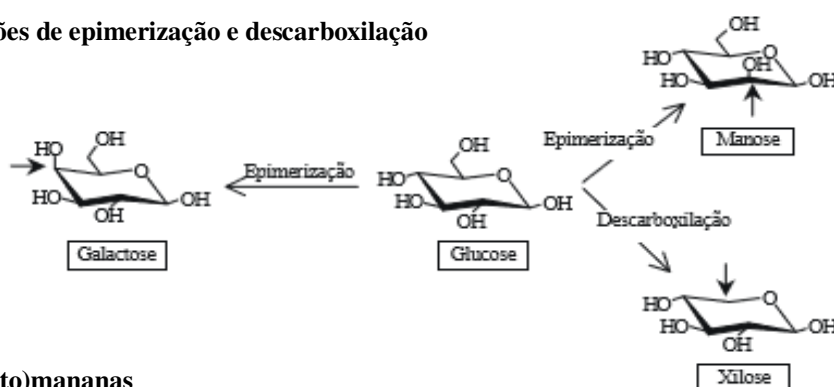 ões de epimerização e descarboxilação
OH
HO
O
OH
HO
OH
Manose
Epimerização
HO
OH
O
HO
OH
OH
Galactose
Epimerização
OH
HO
O
HO
OH
OH
Glucose
Descarboxilação
HO
O
HO
OH
OH
Xilose
to)mananas